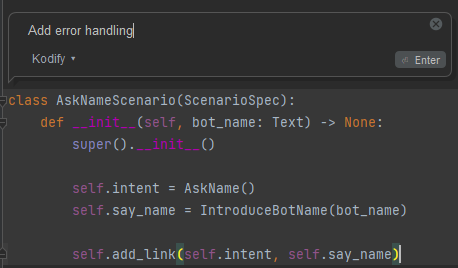 Add error handling
Kodify
Enter
class AskNameScenario(ScenarioSpec):
def __init__(self, bot_name: Text) -> None:
super().__init__()
self.intent = AskName()
self.say_name = IntroduceBotName(bot_name)
self.add_link(self.intent, self.say_name)